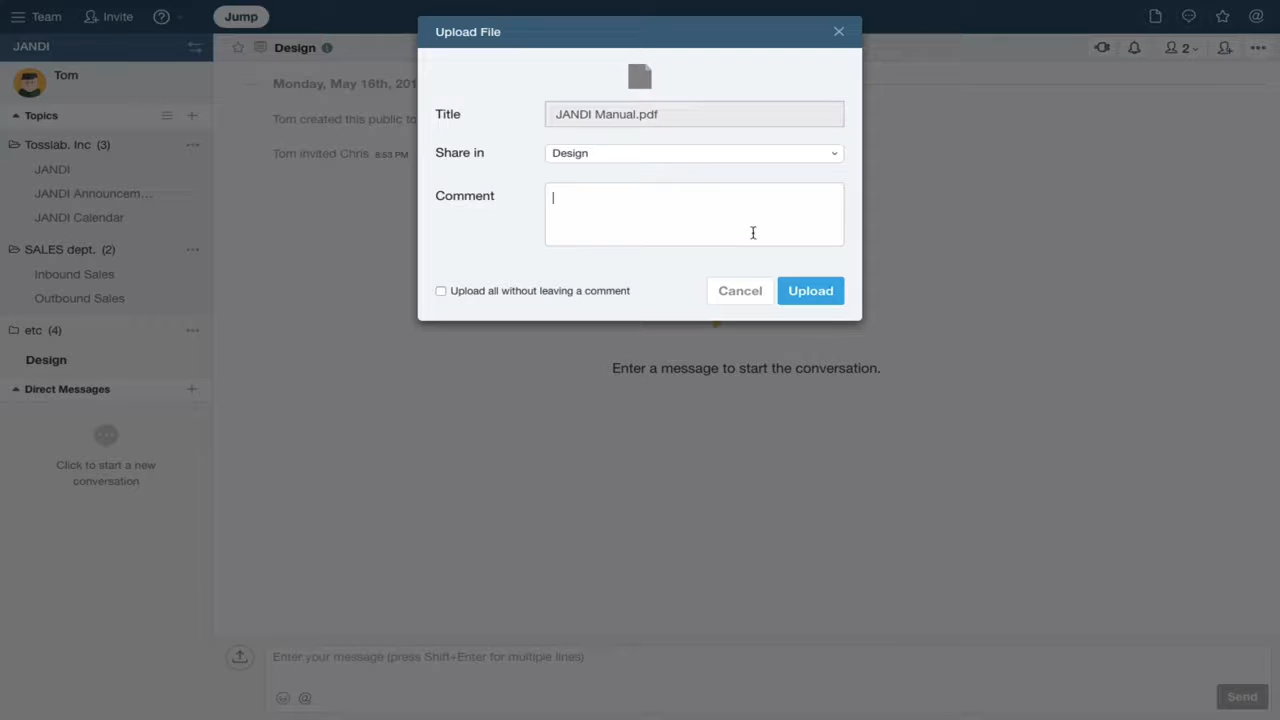 Team Invite Jump
JANDI
Tom
Topics
Tosslab. Inc (3)
JANDI
JANDI Announcem...
JANDI Calendar
SALES dept. (2)
Inbound Sales
Outbound Sales
etc (4)
Design
Direct Messages
Click to start a new
conversation
Design
2
Monday, May 16th, 201
Tom created this public to
Tom invited Chris 8:53 PM
Upload File
Title JANDI Manual.pdf
Share in Design
Comment
Upload all without leaving a comment Cancel Upload
Enter a message to start the conversation.
Enter your message (press Shift+Enter for multiple lines)
Send